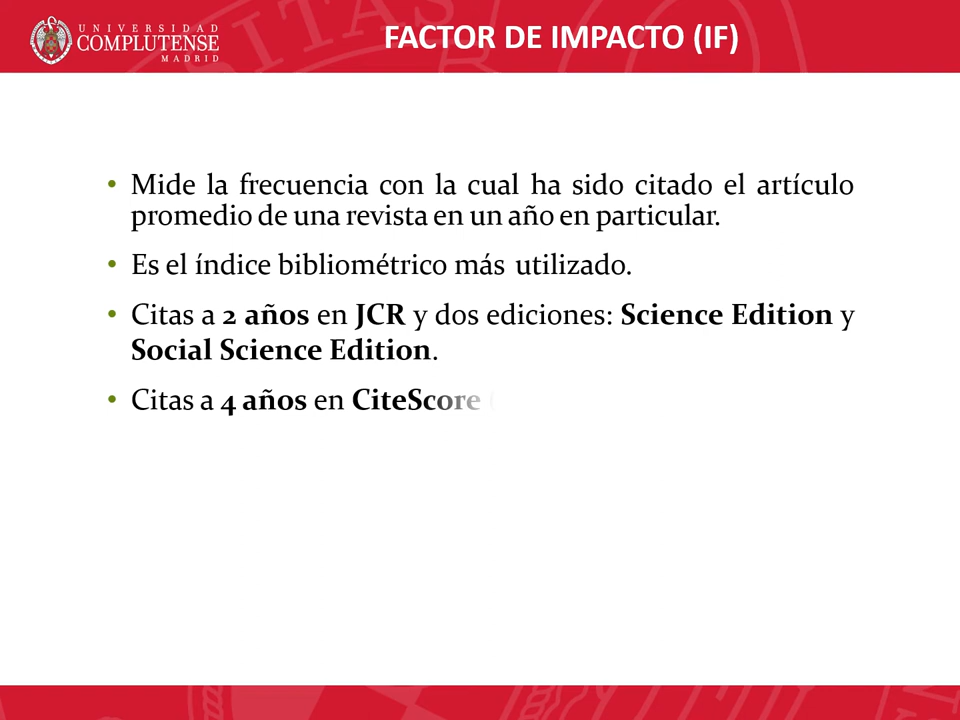 UNIVERSIDAD
COMPLUTENSE
MADRID
FACTOR DE IMPACTO (IF)
• Mide la frecuencia con la cual ha sido citado el artículo
promedio de una revista en un año en particular.
• Es el índice bibliométrico más utilizado.
• Citas a 2 años en JCR y dos ediciones: Science Edition y
Social Science Edition.
• Citas a 4 años en CiteScore